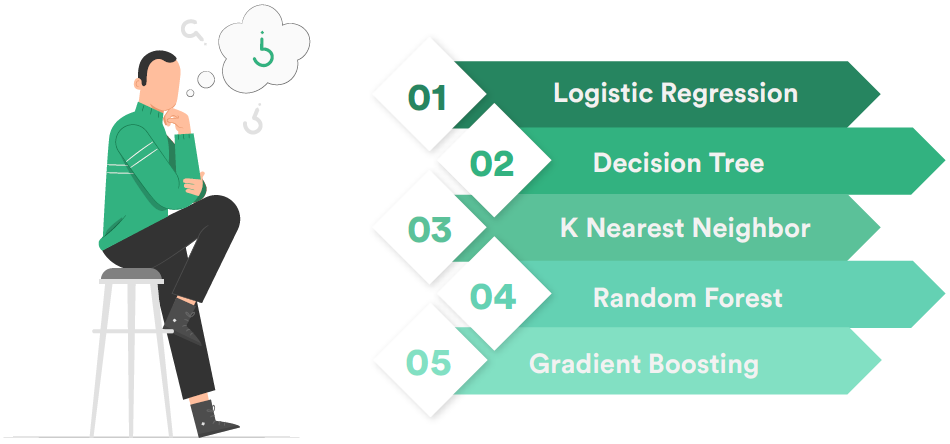 01
Logistic Regression
02
Decision Tree
03
K Nearest Neighbor
04
Random Forest
05
Gradient Boosting